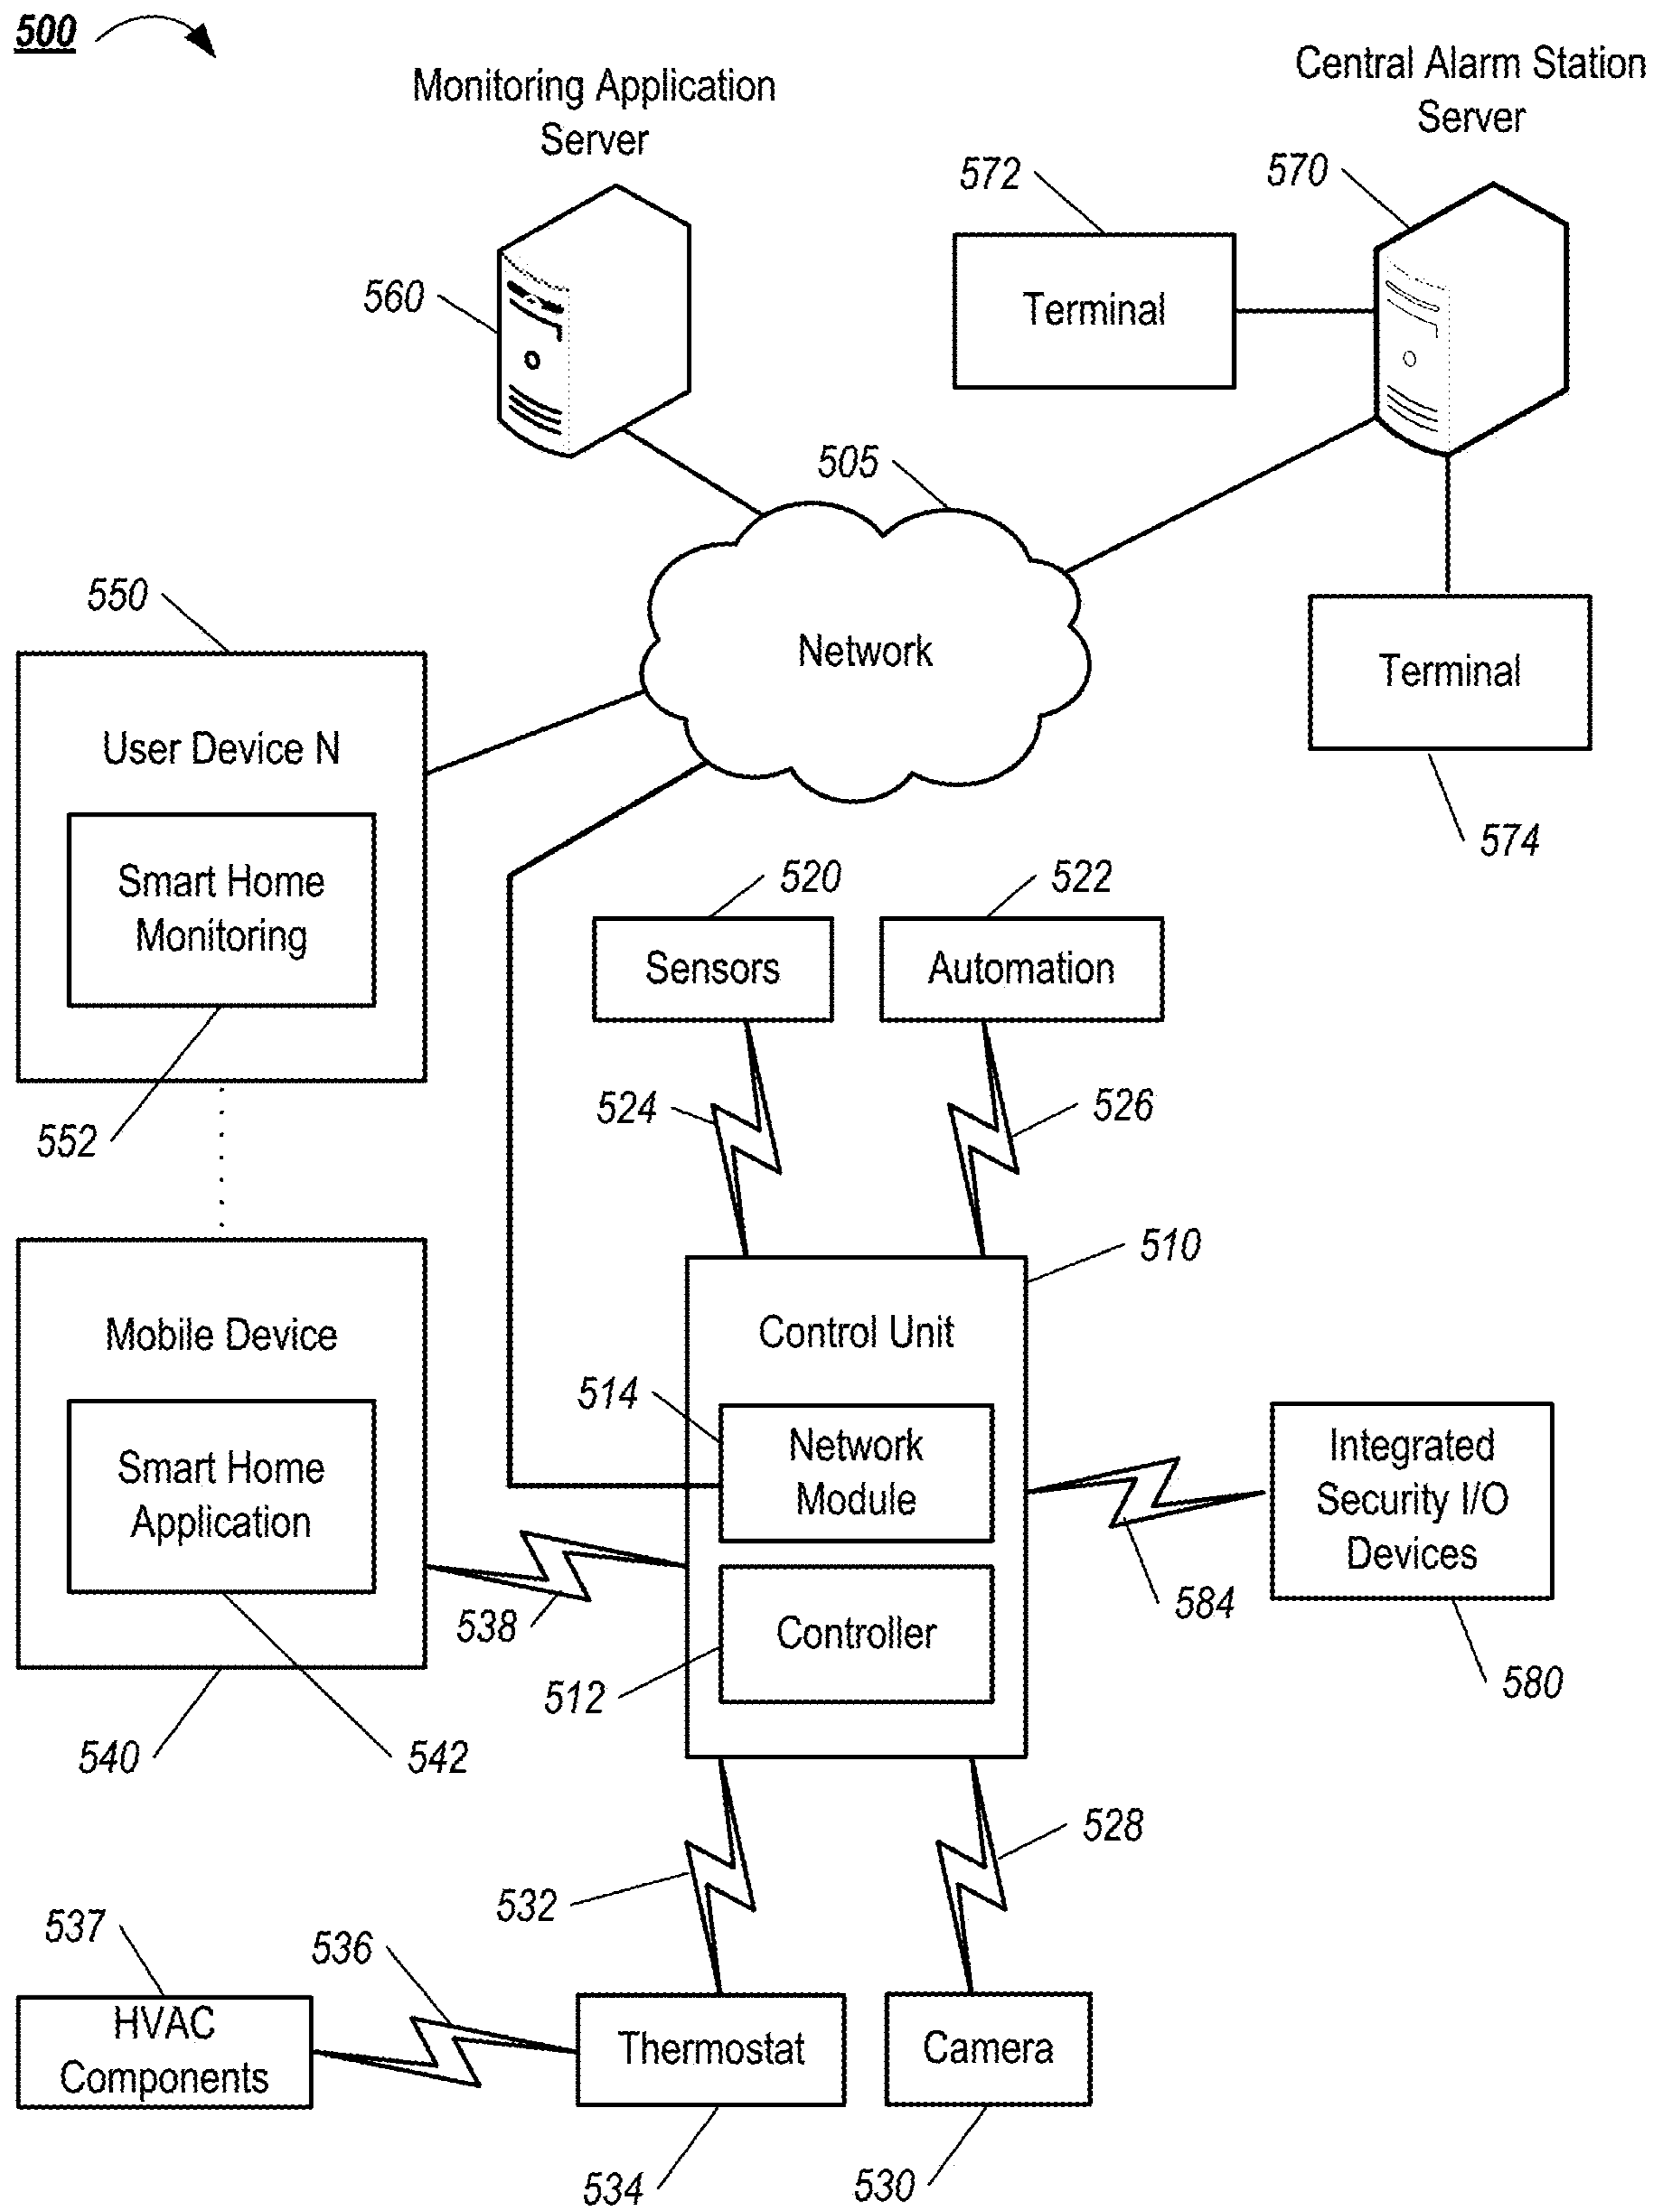 500
Monitoring Application
Server
Central Alarm Station
Server
572
570
560
Terminal
505
550
Network
Terminal
User Device N
574
Smart Home
Monitoring
520
522
Sensors
Automation
524
526
552
510
Mobile Device
Control Unit
514
Network
Module
Smart Home
Application
Integrated
Security I/O
Devices
538
584
Controller
512
580
540
542
528
532
537
536
HVAC
Components
Thermostat
Camera
534
530